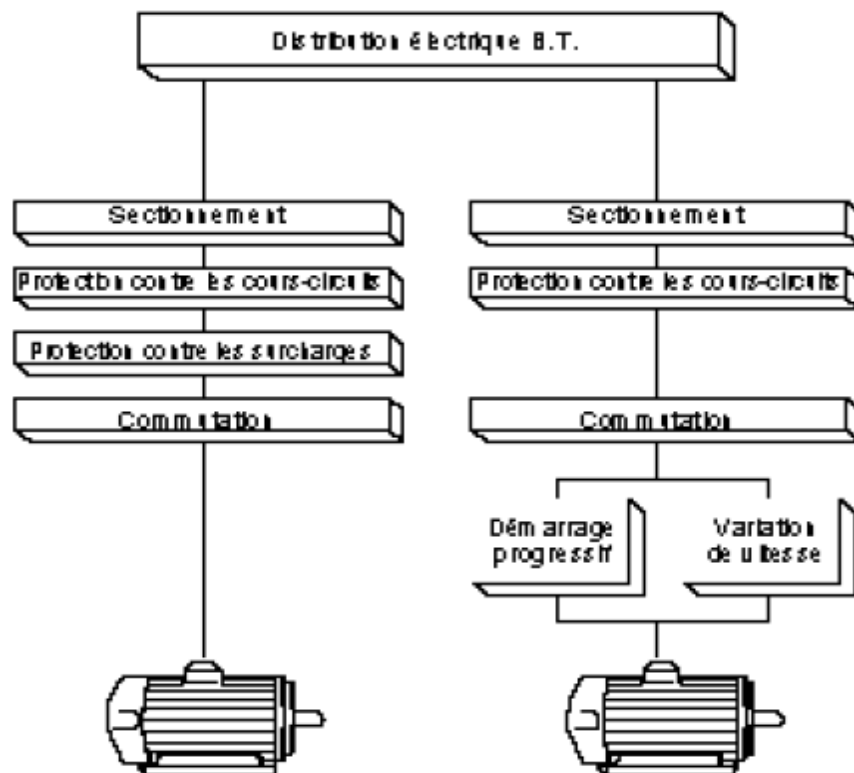 Distribution électrique B.T.
Sectionnement
Protection contre les cours-circuits
Protection contre les surcharges
Commutation
Sectionnement
Protection contre les cours-circuits
Commutation
Démarrage
progressif
Variation
de vitesse